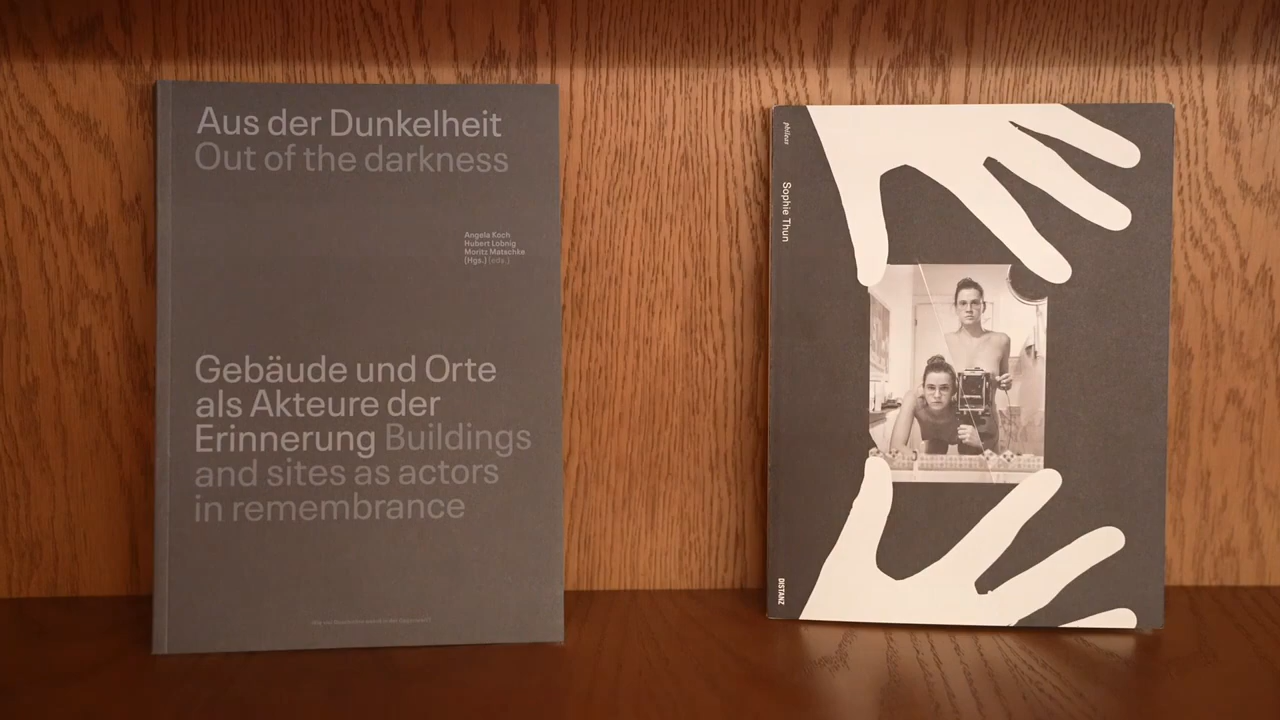 Aus der Dunkelheit
Out of the darkness
Angela Koch
Hubert Lobnig
Moritz Matschke
(Hgs.) (eds.)
Gebäude und Orte
als Akteure der
Erinnerung Buildings
and sites as actors
in remembrance
phileas
Sophie Thun
DISTANZ